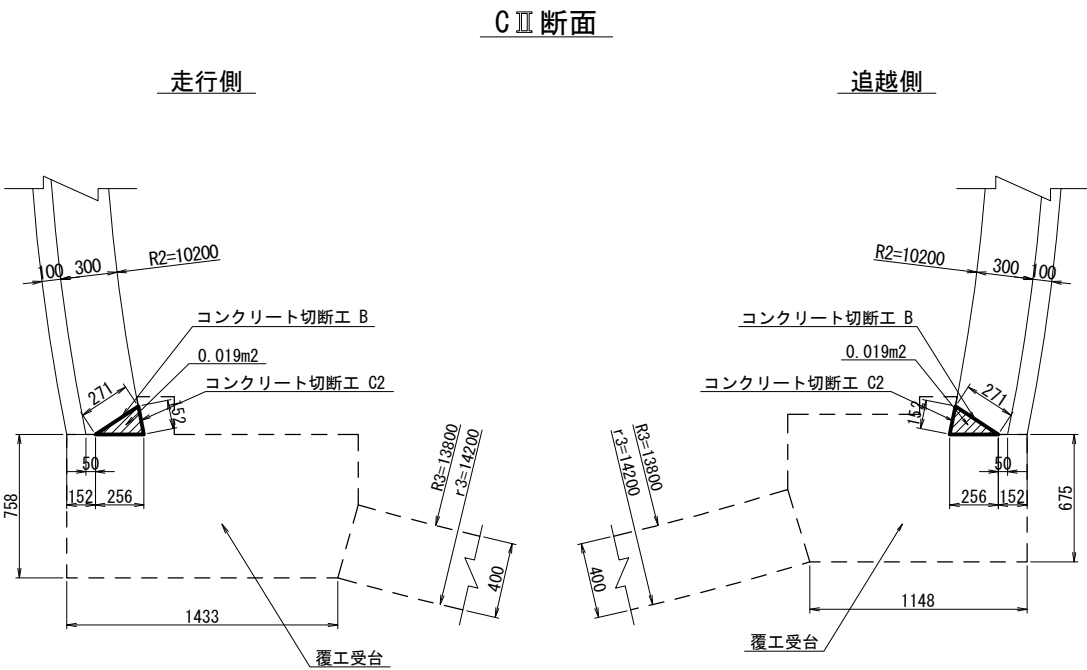 CⅡ断面
走行側
追越側
100
300
R2=10200
コンクリート切断工 B
0.019m2
コンクリート切断工 C2
271
152
50
152
256
758
1433
覆工受台
R3=13800
r3=14200
400
R2=10200
300
100
コンクリート切断工 B
0.019m2
コンクリート切断工 C2
271
152
50
256
152
675
R3=13800
r3=14200
400
1148
覆工受台